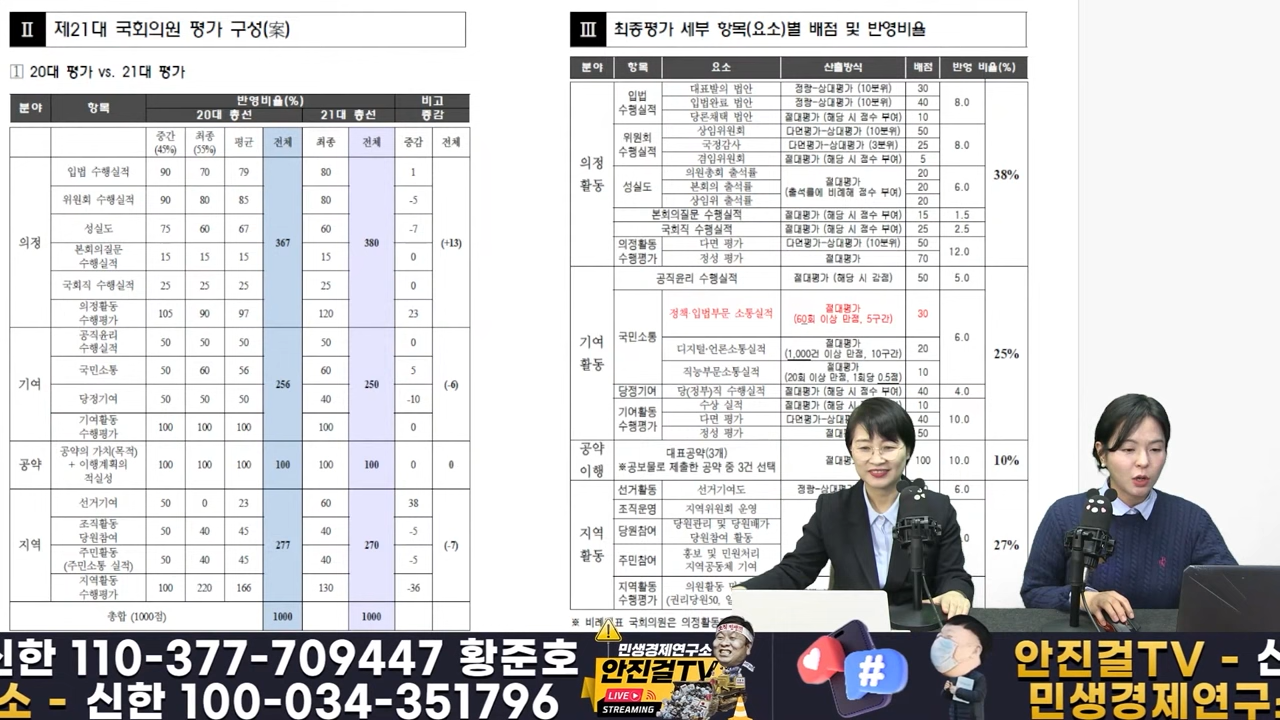 Ⅱ 제21대 국회의원 평가 구성(案)
① 20대 평가 vs. 21대 평가
분야 항목 반영비율(%) 비고
20대 총선 21대 총선 증감
중간 (45%) 최종 (55%) 평균 전체 최종 전체 증감 전체
의정 367 380 (+13)
입법 수행실적 90 70 79 80 1
위원회 수행실적 90 80 85 80 -5
성실도 75 60 67 60 -7
본회의질문 수행실적 15 15 15 15 0
국회직 수행실적 25 25 25 25 0
의정활동 수행평가 105 90 97 120 23
기여 256 250 (-6)
공직윤리 수행실적 50 50 50 50 0
국민소통 50 60 56 60 5
당정기여 50 50 50 40 -10
기여활동 수행평가 100 100 100 100 0
공약 공약의 가치(목적) + 이행계획의 적실성 100 100 100 100 100 100 0 0
지역 277 270 (-7)
선거기여 50 0 23 60 38
조직활동 당원참여 50 40 45 40 -5
주민활동 (주민소통 실적) 50 40 45 40 -5
지역활동 수행평가 100 220 166 130 -36
총합 (1000점) 1000 1000
Ⅲ 최종평가 세부 항목(요소)별 배점 및 반영비율
분야 항목 요소 산출방식 배점 반영 비율(%)
의정 활동 38%
입법 수행실적 8.0
대표발의 법안 정량-상대평가 (10분위) 30
입법완료 법안 정량-상대평가 (10분위) 40
당론채택 법안 절대평가 (해당 시 점수 부여) 10
위원회 수행실적 8.0
상임위원회 다면평가-상대평가 (10분위) 50
국정감사 다면평가-상대평가 (3분위) 25
겸임위원회 절대평가 (해당 시 점수 부여) 5
성실도 절대평가 (출석률에 비례해 점수 부여) 6.0
의원총회 출석률 20
본회의 출석률 20
상임위 출석률 20
본회의질문 수행실적 절대평가 (해당 시 점수 부여) 15 1.5
국회직 수행실적 절대평가 (해당 시 점수 부여) 25 2.5
의정활동 수행평가 12.0
다면 평가 다면평가-상대평가 (10분위) 50
정성 평가 절대평가 70
기여 활동 25%
공직윤리 수행실적 절대평가 (해당 시 감점) 50 5.0
국민소통 6.0
정책·입법부문 소통실적 절대평가 (60회 이상 만점, 5구간) 30
디지털·언론소통실적 절대평가 (1,000건 이상 만점, 10구간) 20
직능부문소통실적 절대평가 (20회 이상 만점, 1회당 0.5점) 10
당정기여 당(정부)직 수행실적 절대평가 (해당 시 점수 부여) 40 4.0
기여활동 수행평가 10.0
수상 실적 절대평가 (해당 10
다면 평가 다면평가- 40
정성 평가 절대 50
공약 이행 대표공약(3개) 절대평 100 10.0 10%
※공보물로 제출한 공약 중 3건 선택
지역 활동 27%
선거활동 선거기여도 정량-상대평 6.0
조직운영 지역위원회 운영
당원참여 당원관리 및 당원배가 당원참여 활동
주민참여 홍보 및 민원처리 지역공동체 기여
지역활동 수행평가 의원활동 (권리당원50,
※ 비례 표 국회의원은 의정활동
신한 110-377-709447 황준호
소 - 신한 100-034-351796
민생경제연구소
안진걸TV
LIVE
STREAMING
#
안진걸TV - 신
민생경제연구소